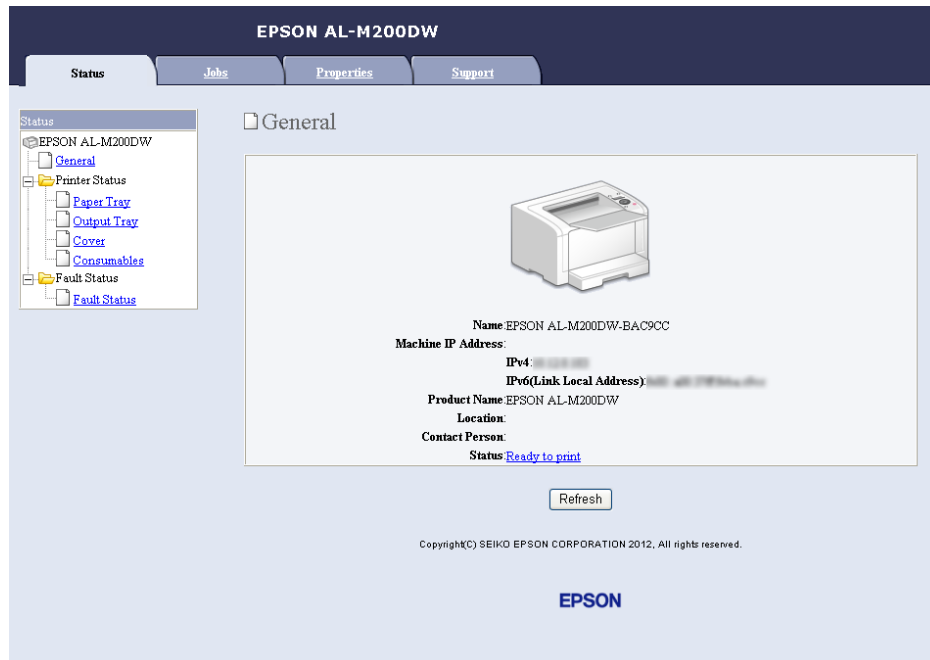 EPSON AL-M200DW
Status Jobs Properties Support
Status
EPSON AL-M200DW
General
Printer Status
Paper Tray
Output Tray
Cover
Consumables
Fault Status
Fault Status
General
Name:EPSON AL-M200DW-BAC9CC
Machine IP Address:
IPv4:
IPv6(Link Local Address):
Product Name:EPSON AL-M200DW
Location:
Contact Person:
Status:Ready to print
Refresh
Copyright(C) SEIKO EPSON CORPORATION 2012, All rights reserved.
EPSON